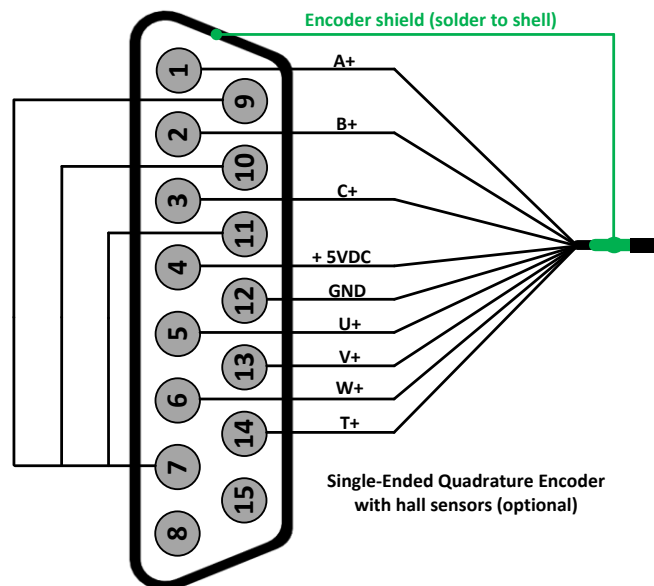 Encoder shield (solder to shell)
1
A+
9
2
B+
10
3
C+
11
4
+ 5VDC
12
GND
5
U+
13
V+
6
W+
14
T+
7
15
8
Single-Ended Quadrature Encoder
with hall sensors (optional)